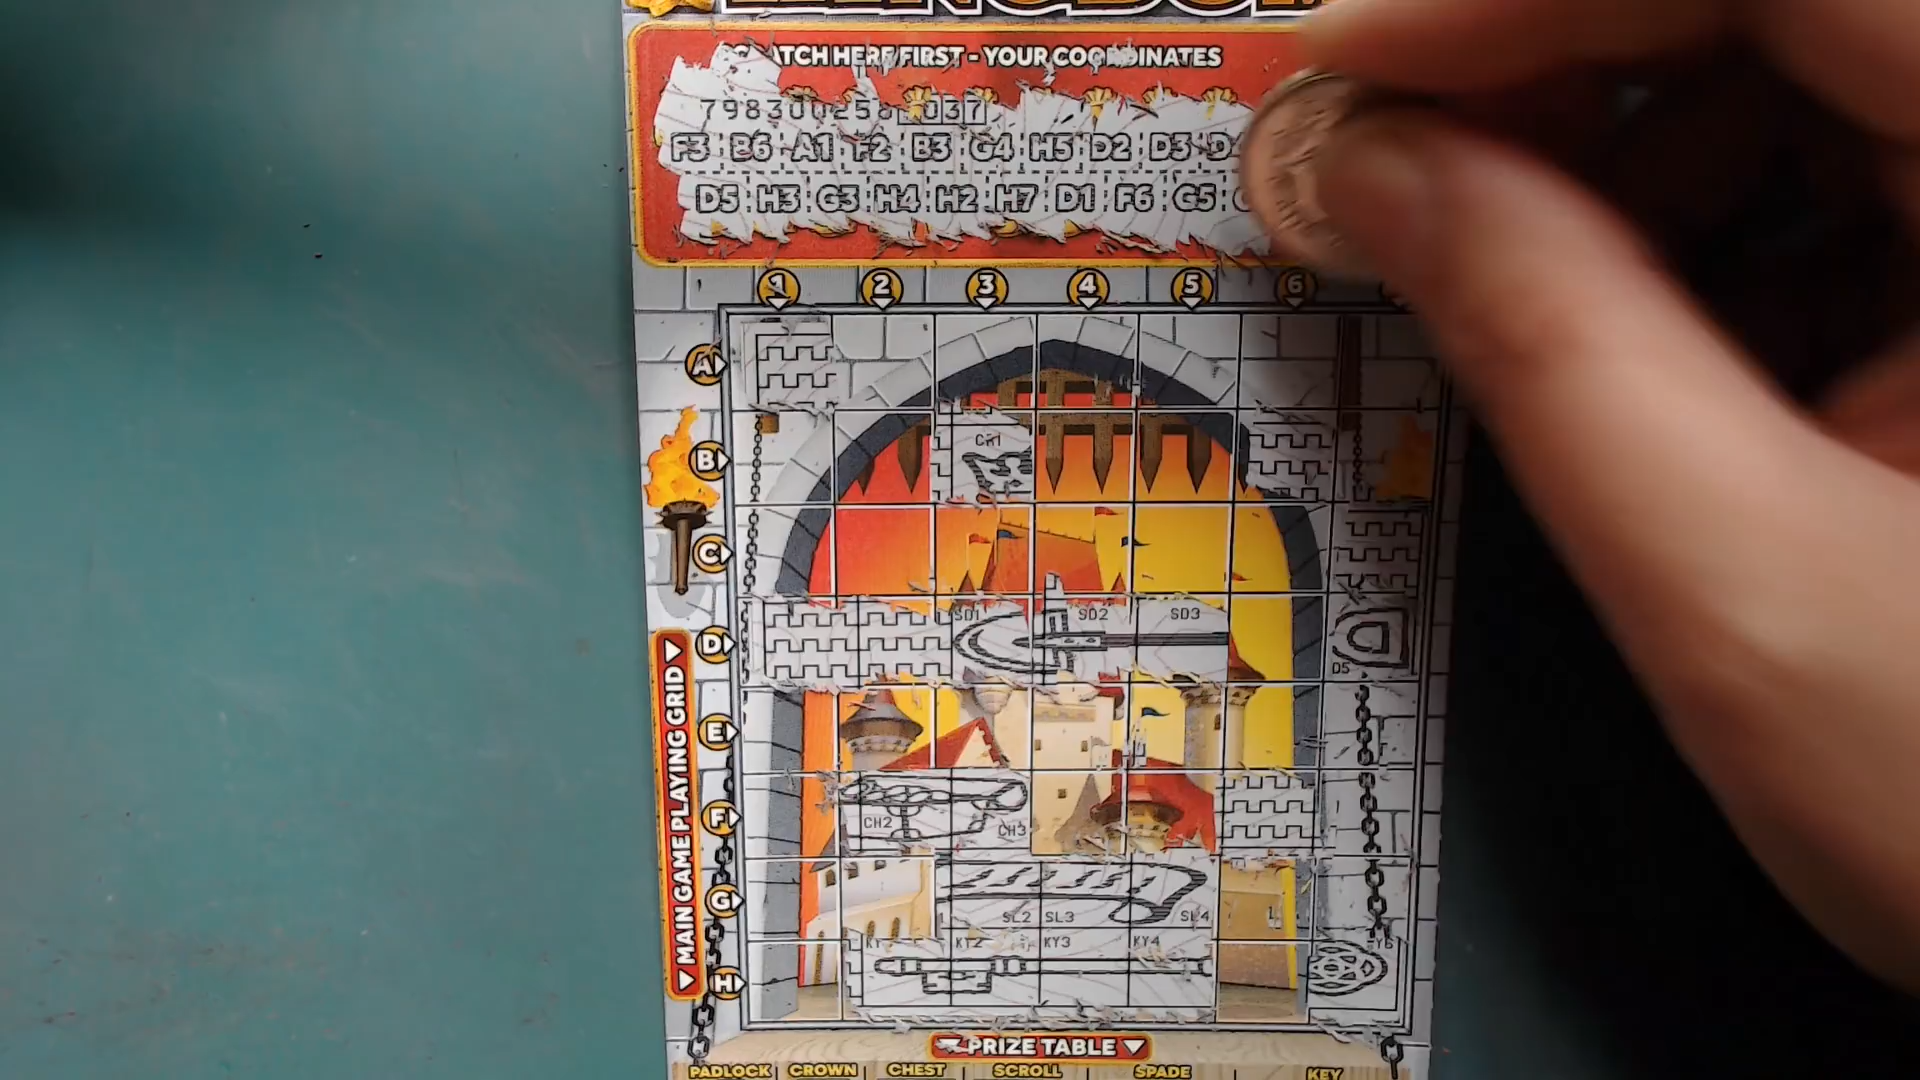 SCRATCH HERE FIRST - YOUR COORDINATES
037
F3 B6 A1 F2 B3 G4 H5 D2 D3
D5 H3 G3 H4 H2 H7 D1 F6 G5
1 2 3 4 5 6
A
B
CR1
C
D
SD1 SD2 SD3
D5
E
F
CH2 CH3
G
SL2 SL3 SL4
KY2 KY3 KY4
H
MAIN GAME PLAYING GRID
PRIZE TABLE
PADLOCK CROWN CHEST SCROLL SPADE KEY